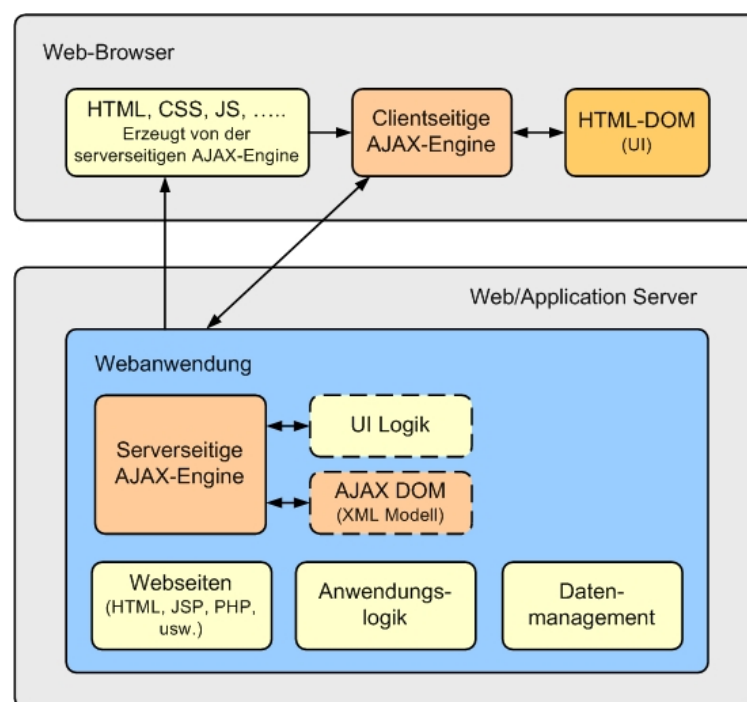 Web-Browser
HTML, CSS, JS, .....
Erzeugt von der
serverseitigen AJAX-Engine
Clientseitige
AJAX-Engine
HTML-DOM
(UI)
Web/Application Server
Webanwendung
Serverseitige
AJAX-Engine
UI Logik
AJAX DOM
(XML Modell)
Webseiten
(HTML, JSP, PHP,
usw.)
Anwendungs-
logik
Daten-
management